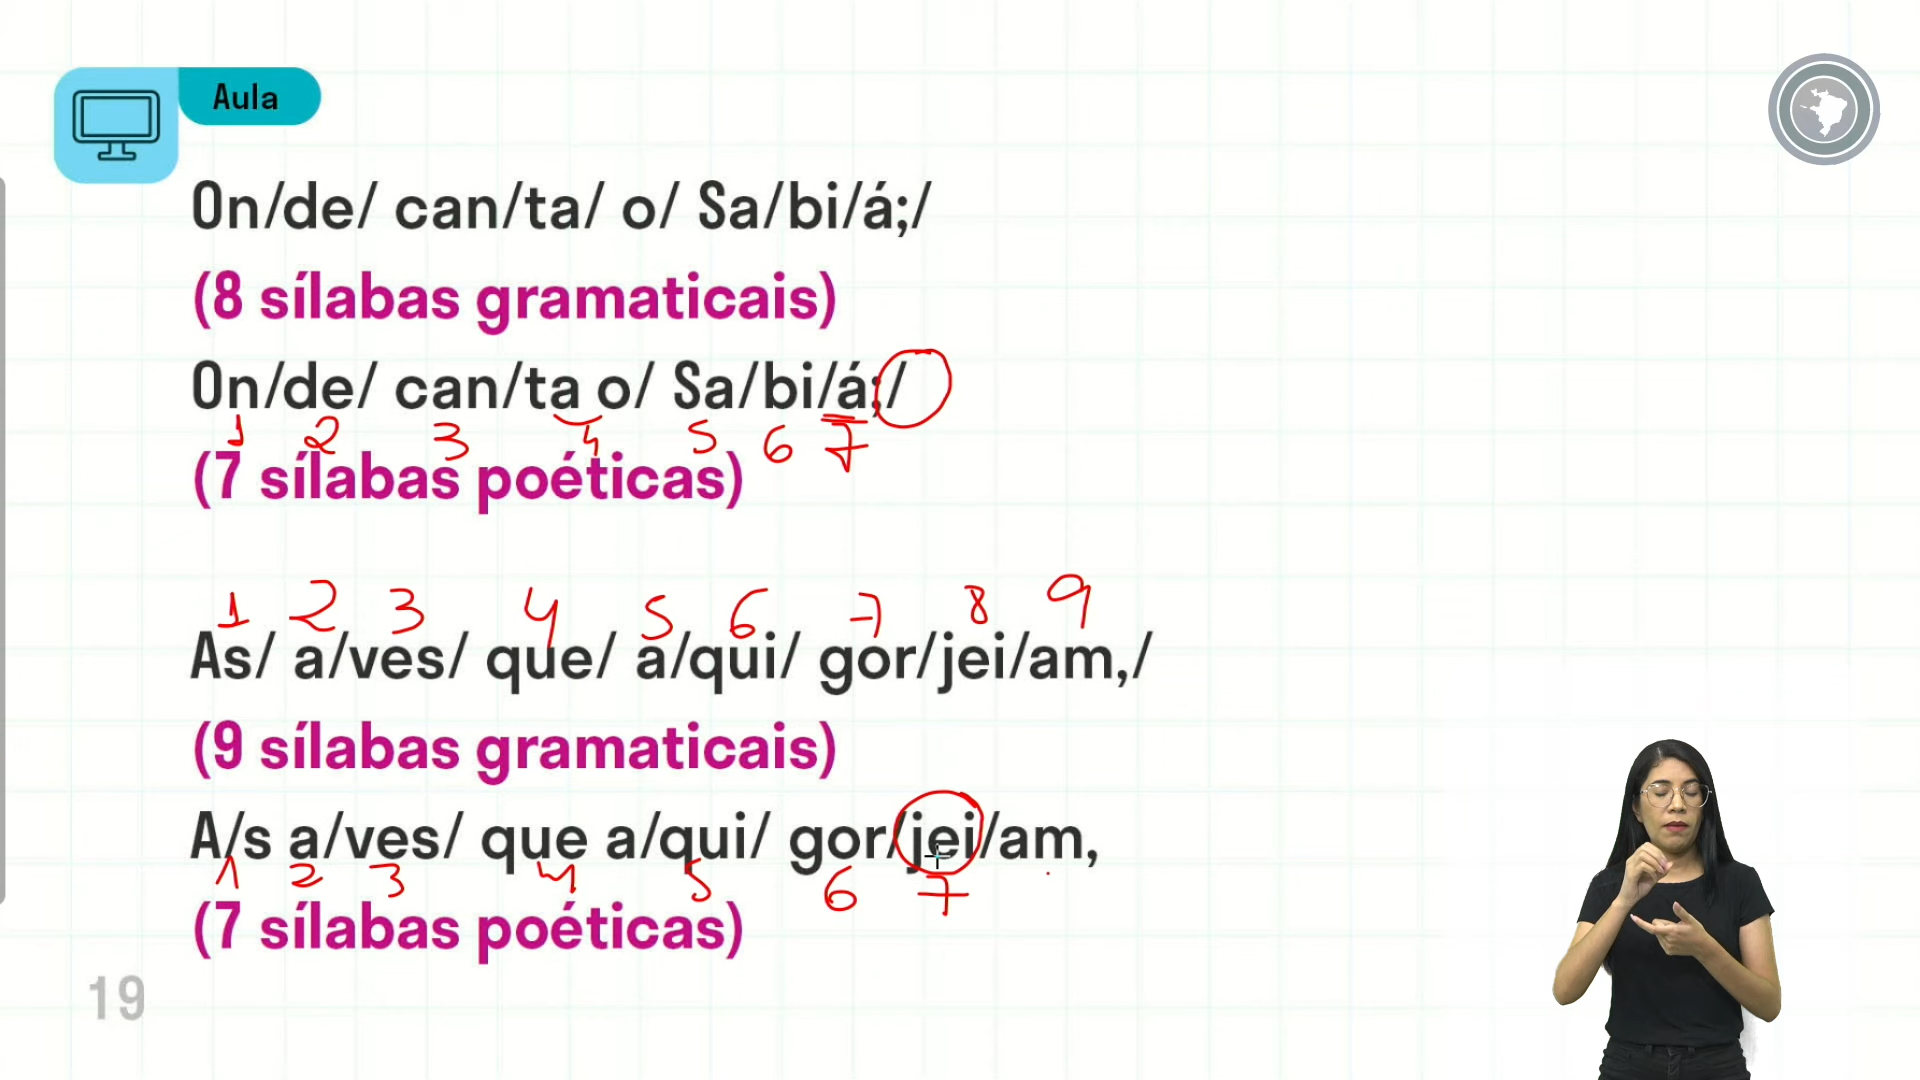 Aula
On/de/ can/ta/ o/ Sa/bi/á;/
(8 sílabas gramaticais)
On/de/ can/ta o/ Sa/bi/á;/
1 2 3 4 5 6 7
(7 sílabas poéticas)
1 2 3 4 5 6 7 8 9
As/ a/ves/ que/ a/qui/ gor/jei/am,/
(9 sílabas gramaticais)
A/s a/ves/ que a/qui/ gor/jei/am,
1 2 3 4 5 6 7
(7 sílabas poéticas)
19